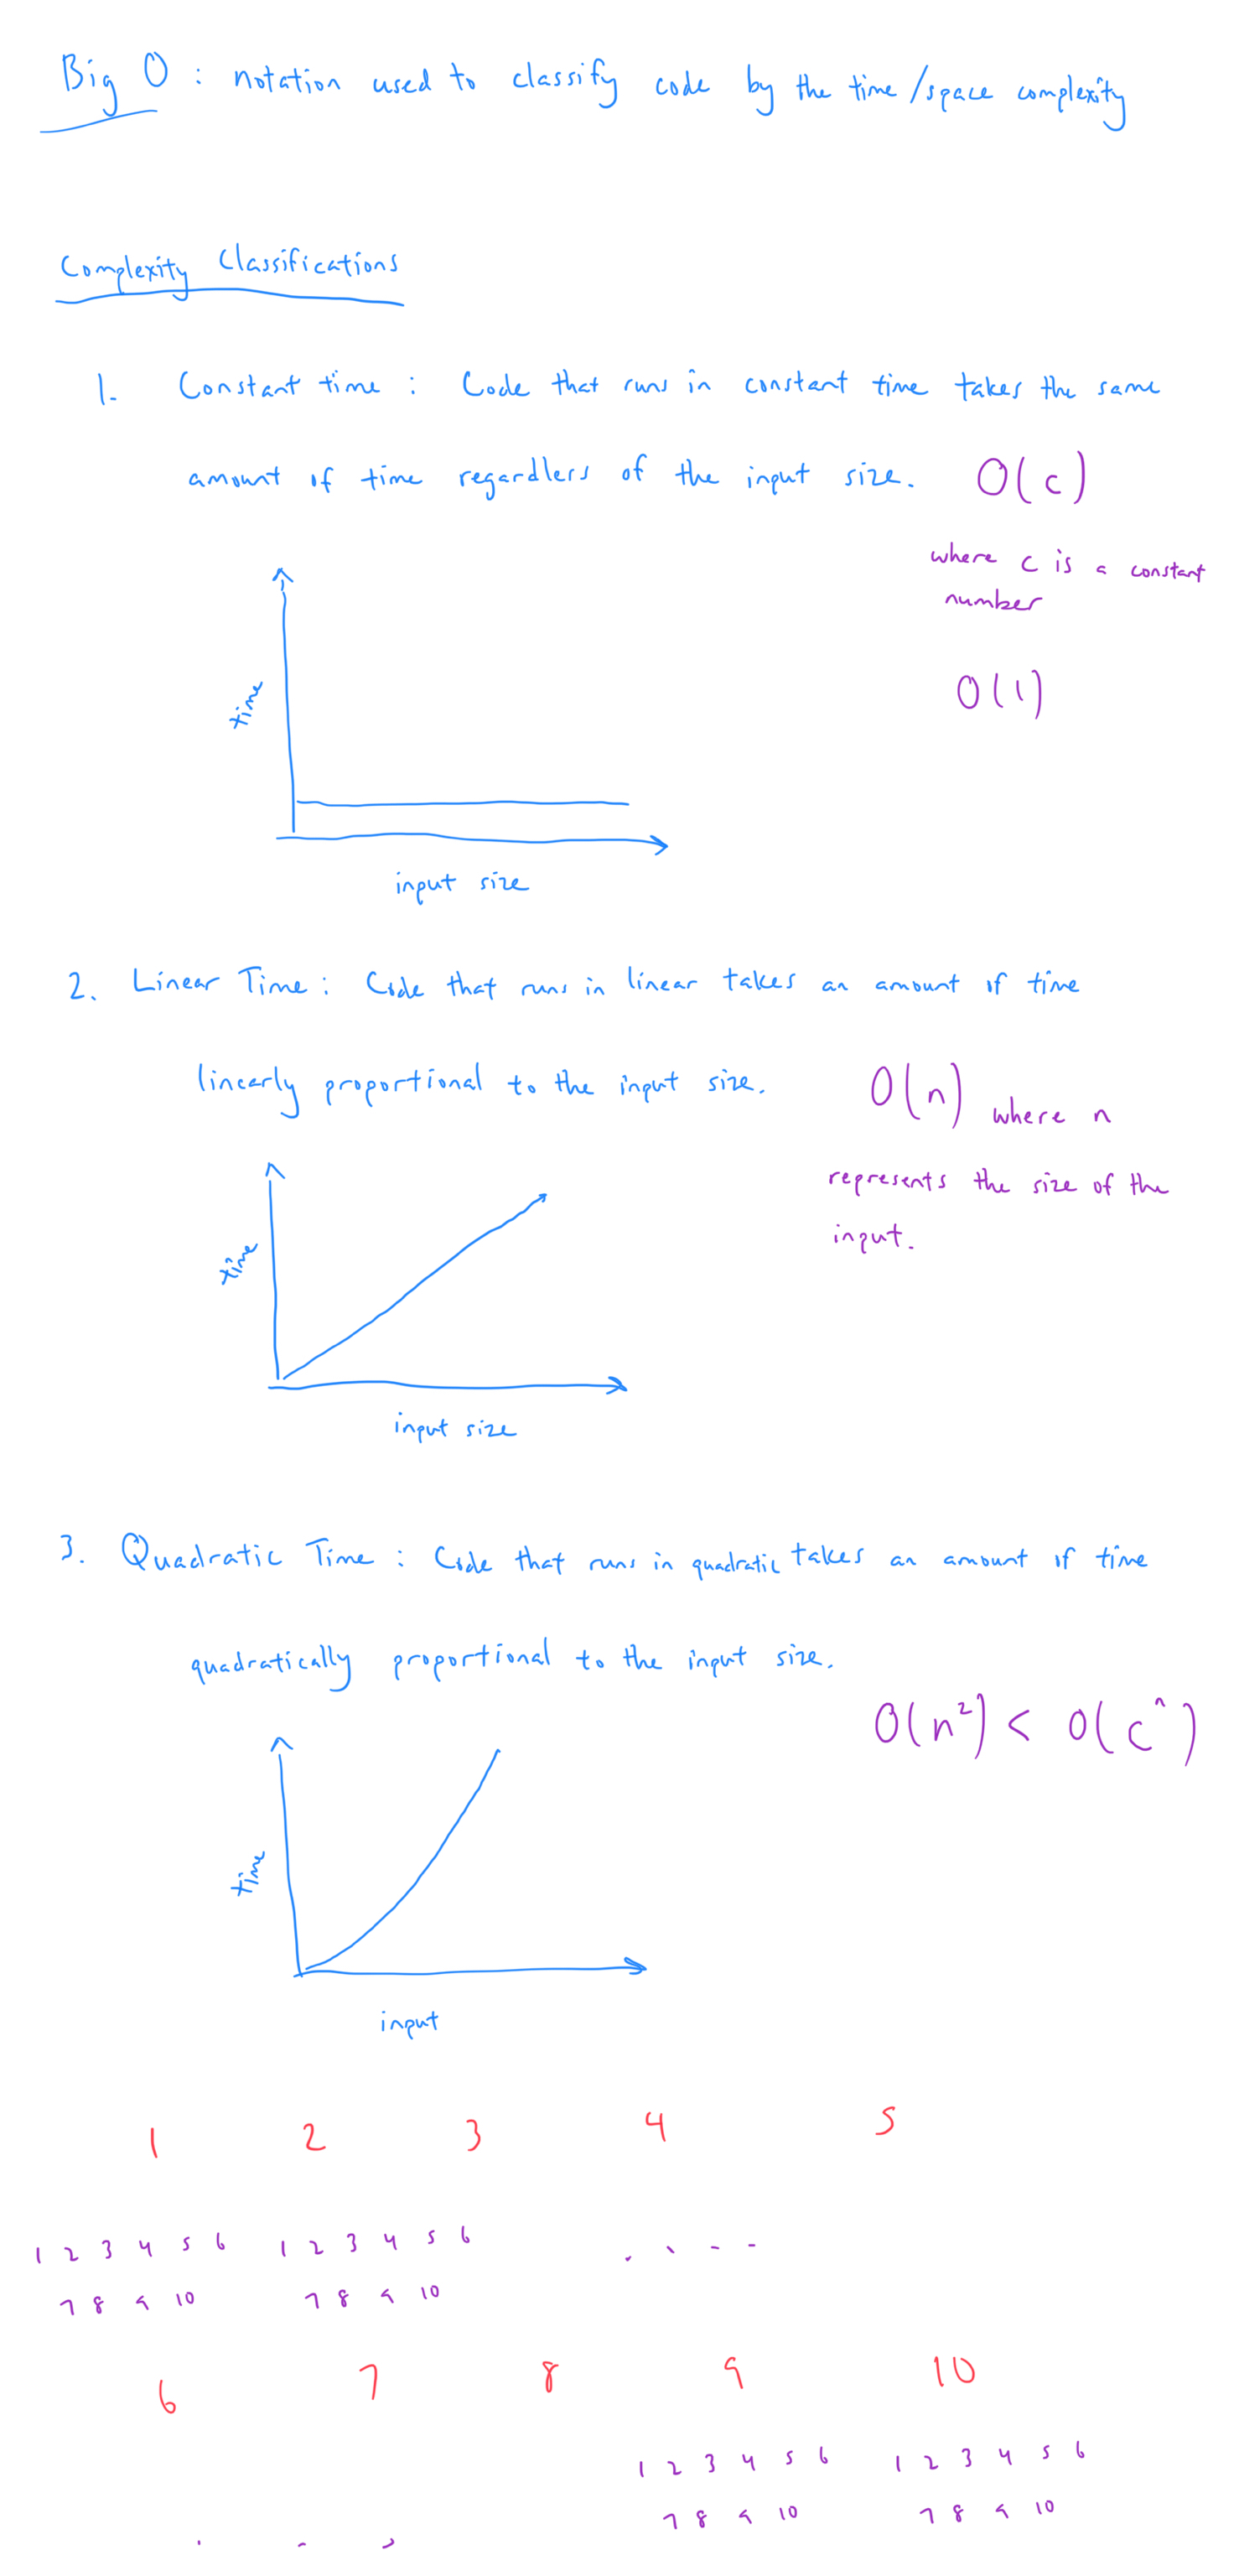 Big O : notation used to classify code by the time/space complexity
Complexity Classifications
1. Constant time : Code that runs in constant time takes the same
amount of time regardless of the input size. O(c)
where c is a constant
number
O(1)
time
input size
2. Linear Time : Code that runs in linear takes an amount of time
linearly proportional to the input size. O(n) where n
represents the size of the
input.
time
input size
3. Quadratic Time : Code that runs in quadratic takes an amount of time
quadratically proportional to the input size.
O(n²) < O(cⁿ)
time
input
1 2 3 4 5
1 2 3 4 5 6 1 2 3 4 5 6 . . . .
7 8 9 10 7 8 9 10
6 7 8 9 10
1 2 3 4 5 6 1 2 3 4 5 6
7 8 9 10 7 8 9 10
. . .